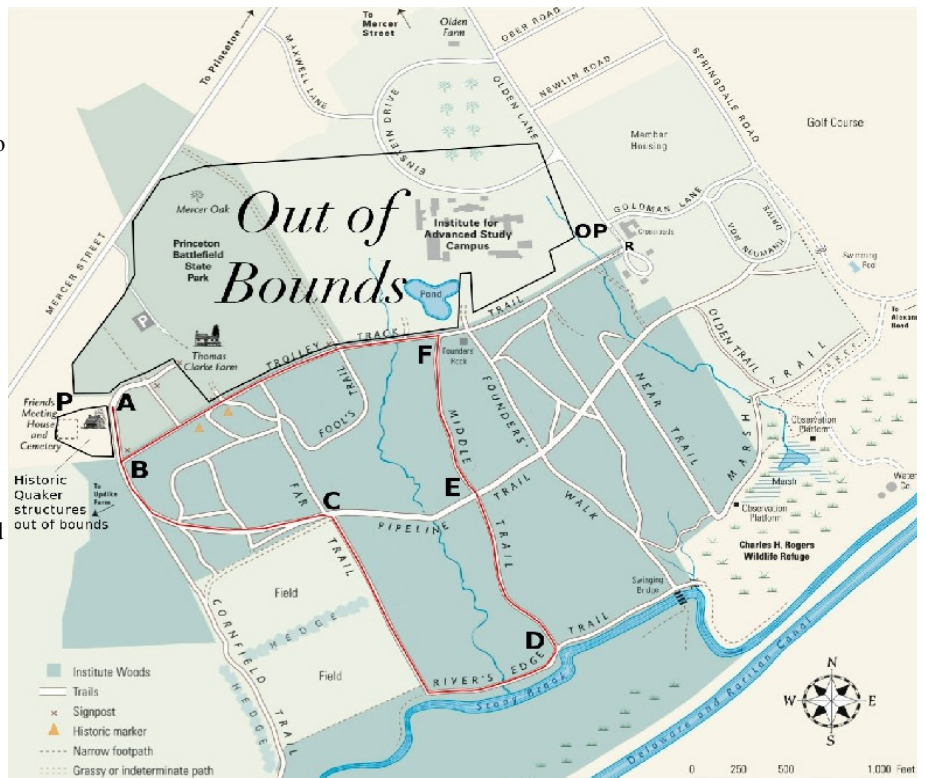 To
Mercer
Street
Olden
Farm
OBER ROAD
NEWLIN ROAD
SPRINGDALE ROAD
To Princeton
MAXWELL LANE
EINSTEIN DRIVE
OLDEN LANE
Golf Course
Member
Housing
o
Mercer Oak
Out of
Bounds
Institute for
Advanced Study
Campus
Princeton
Battlefield
State
Park
MERCER STREET
OP
GOLDMAN LANE
Crossroads
R
VON NEUMANN
DRIVE
Swimming
Pool
P
Pond
TRAIL
To
Alexander
Road
Thomas
Clarke Farm
TROLLEY TRACK
F
Founders'
Rock
OLDEN TRAIL
P
A
Friends
Meeting
House
and
Cemetery
FOOL'S
TRAIL
MIDDLE
TRAIL
FOUNDERS'
WALK
NEAR
TRAIL
MARSH
TRAIL
Observation
Platform
B
Historic
Quaker
structures
out of bounds
To
Updike
Farm
FAR
TRAIL
C
E
PIPELINE
TRAIL
Marsh
Water
Co.
Observation
Platform
d
Charles H. Rogers
Wildlife Refuge
CORNFIELD
TRAIL
Field
HEDGE
Field
HEDGE
Swinging
Bridge
D
RIVER'S EDGE
TRAIL
Stony Brook
Delaware and Raritan Canal
Institute Woods
Trails
Signpost
Historic marker
Narrow footpath
Grassy or indeterminate path
N
W
E
S
0 250 500 1,000 Feet